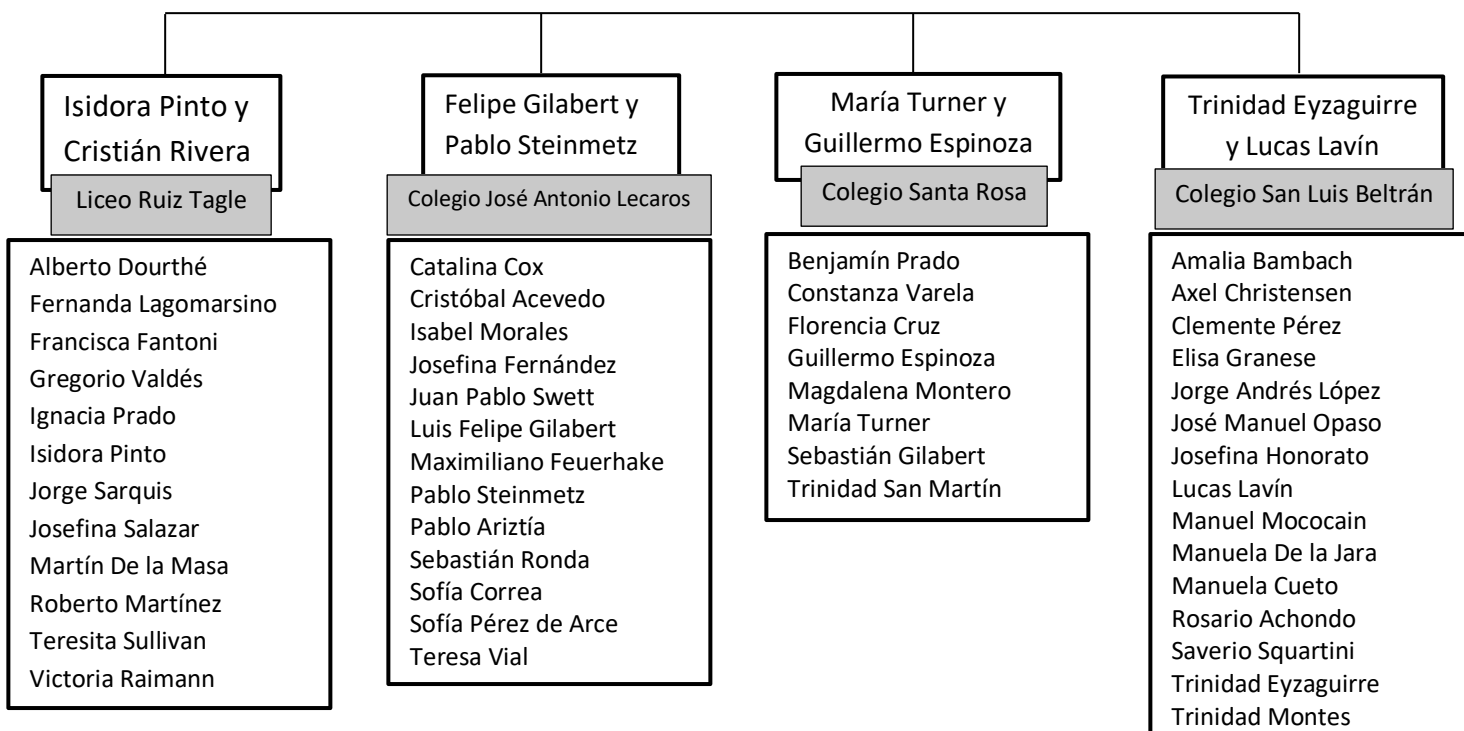 Isidora Pinto y
Cristián Rivera
Liceo Ruiz Tagle
Alberto Dourthé
Fernanda Lagomarsino
Francisca Fantoni
Gregorio Valdés
Ignacia Prado
Isidora Pinto
Jorge Sarquis
Josefina Salazar
Martín De la Masa
Roberto Martínez
Teresita Sullivan
Victoria Raimann
Felipe Gilabert y
Pablo Steinmetz
Colegio José Antonio Lecaros
Catalina Cox
Cristóbal Acevedo
Isabel Morales
Josefina Fernández
Juan Pablo Swett
Luis Felipe Gilabert
Maximiliano Feuerhake
Pablo Steinmetz
Pablo Ariztía
Sebastián Ronda
Sofía Correa
Sofía Pérez de Arce
Teresa Vial
María Turner y
Guillermo Espinoza
Colegio Santa Rosa
Benjamín Prado
Constanza Varela
Florencia Cruz
Guillermo Espinoza
Magdalena Montero
María Turner
Sebastián Gilabert
Trinidad San Martín
Trinidad Eyzaguirre
y Lucas Lavín
Colegio San Luis Beltrán
Amalia Bambach
Axel Christensen
Clemente Pérez
Elisa Granese
Jorge Andrés López
José Manuel Opaso
Josefina Honorato
Lucas Lavín
Manuel Mococain
Manuela De la Jara
Manuela Cueto
Rosario Achondo
Saverio Squartini
Trinidad Eyzaguirre
Trinidad Montes